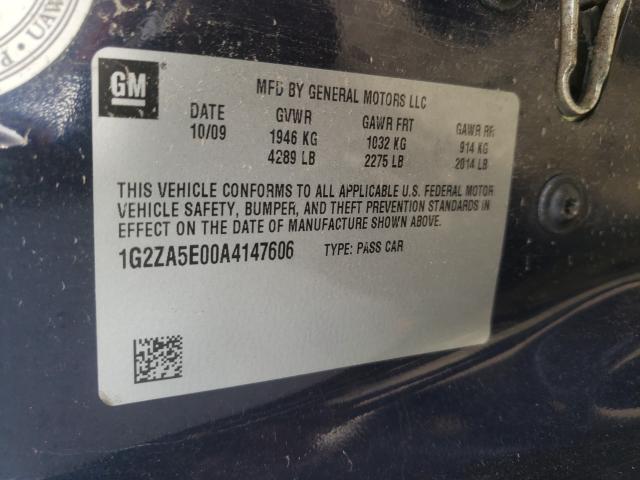 UAW
GM
MFD BY GENERAL MOTORS LLC
DATE GVWR GAWR FRT GAWR RR
10/09 1946 KG 1032 KG 914 KG
4289 LB 2275 LB 2014 LB
THIS VEHICLE CONFORMS TO ALL APPLICABLE U.S. FEDERAL MOTOR
VEHICLE SAFETY, BUMPER, AND THEFT PREVENTION STANDARDS IN
EFFECT ON THE DATE OF MANUFACTURE SHOWN ABOVE.
1G2ZA5E00A4147606 TYPE: PASS CAR